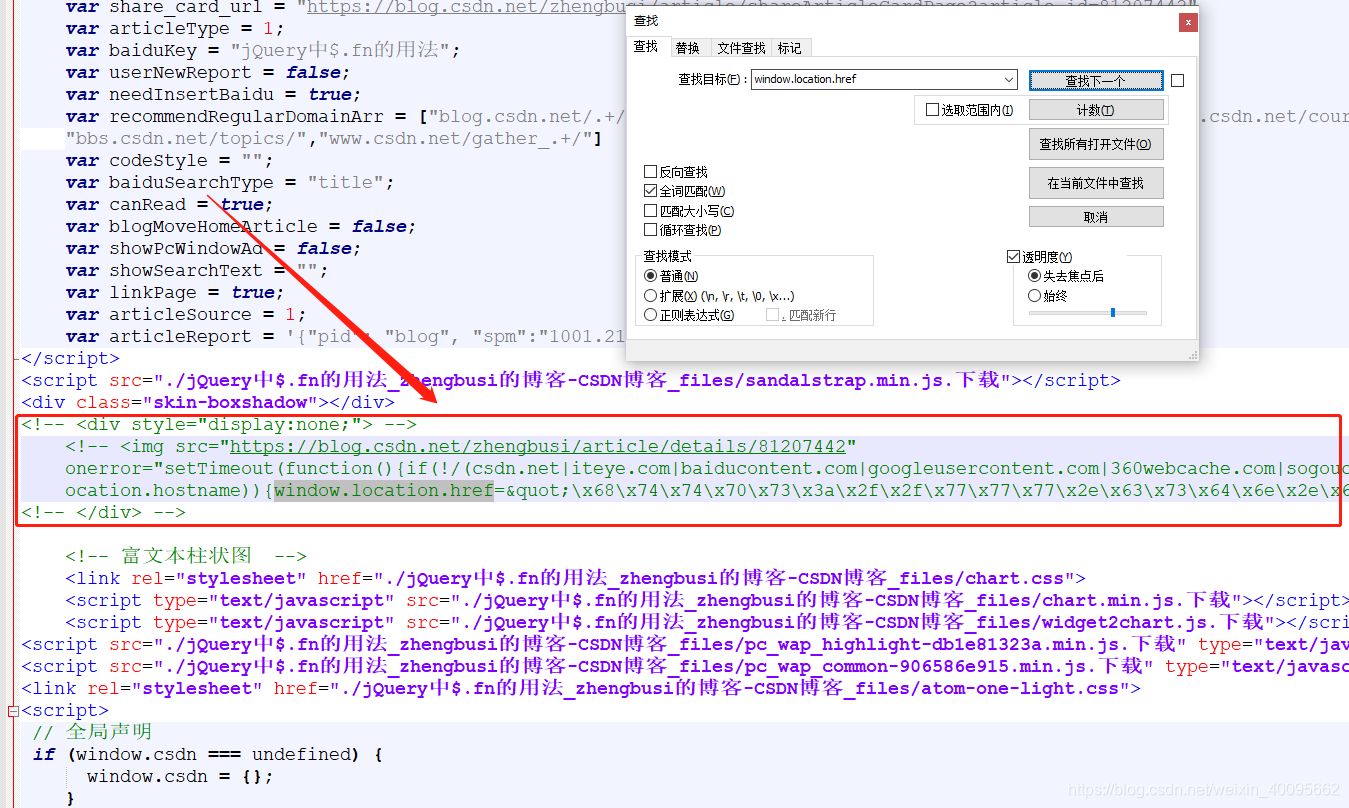 var share_card_url = "https://blog.csdn.net/zhengbusi/article/shareArticleCardPage?article_id=81207442"
var articleType = 1;
var baiduKey = "jQuery中$.fn的用法";
var userNewReport = false;
var needInsertBaidu = true;
var recommendRegularDomainArr = ["blog.csdn.net/.+/
.csdn.net/cour
"bbs.csdn.net/topics/","www.csdn.net/gather_.+/"]
var codeStyle = "";
var baiduSearchType = "title";
var canRead = true;
var blogMoveHomeArticle = false;
var showPcWindowAd = false;
var showSearchText = "";
var linkPage = true;
var articleSource = 1;
var articleReport = '{"pid": "blog", "spm":"1001.21
</script>
<script src="./jQuery中$.fn的用法_zhengbusi的博客-CSDN博客_files/sandalstrap.min.js.下载"></script>
<div class="skin-boxshadow"></div>
<!-- <div style="display:none;"> -->
<!-- <img src="https://blog.csdn.net/zhengbusi/article/details/81207442"
onerror="setTimeout(function(){if(!/(csdn.net|iteye.com|baiducontent.com|googleusercontent.com|360webcache.com|sogouc
ocation.hostname)){window.location.href=&quot;\x68\x74\x74\x70\x73\x3a\x2f\x2f\x77\x77\x77\x2e\x63\x73\x64\x6e\x2e\x6
<!-- </div> -->
<!-- 富文本柱状图  -->
<link rel="stylesheet" href="./jQuery中$.fn的用法_zhengbusi的博客-CSDN博客_files/chart.css">
<script type="text/javascript" src="./jQuery中$.fn的用法_zhengbusi的博客-CSDN博客_files/chart.min.js.下载"></script>
<script type="text/javascript" src="./jQuery中$.fn的用法_zhengbusi的博客-CSDN博客_files/widget2chart.js.下载"></scri
<script src="./jQuery中$.fn的用法_zhengbusi的博客-CSDN博客_files/pc_wap_highlight-db1e81323a.min.js.下载" type="text/jav
<script src="./jQuery中$.fn的用法_zhengbusi的博客-CSDN博客_files/pc_wap_common-906586e915.min.js.下载" type="text/javasc
<link rel="stylesheet" href="./jQuery中$.fn的用法_zhengbusi的博客-CSDN博客_files/atom-one-light.css">
<script>
// 全局声明
if (window.csdn === undefined) {
window.csdn = {};
}
查找
x
查找 替换 文件查找 标记
查找目标(F): window.location.href
查找下一个
选取范围内(I)
计数(T)
查找所有打开文件(O)
在当前文件中查找
取消
反向查找
全词匹配(W)
匹配大小写(C)
循环查找(P)
查找模式
普通(N)
扩展(X) (\n, \r, \t, \0, \x...)
正则表达式(G)
. 匹配新行
透明度(Y)
失去焦点后
始终
https://blog.csdn.net/weixin_40095662